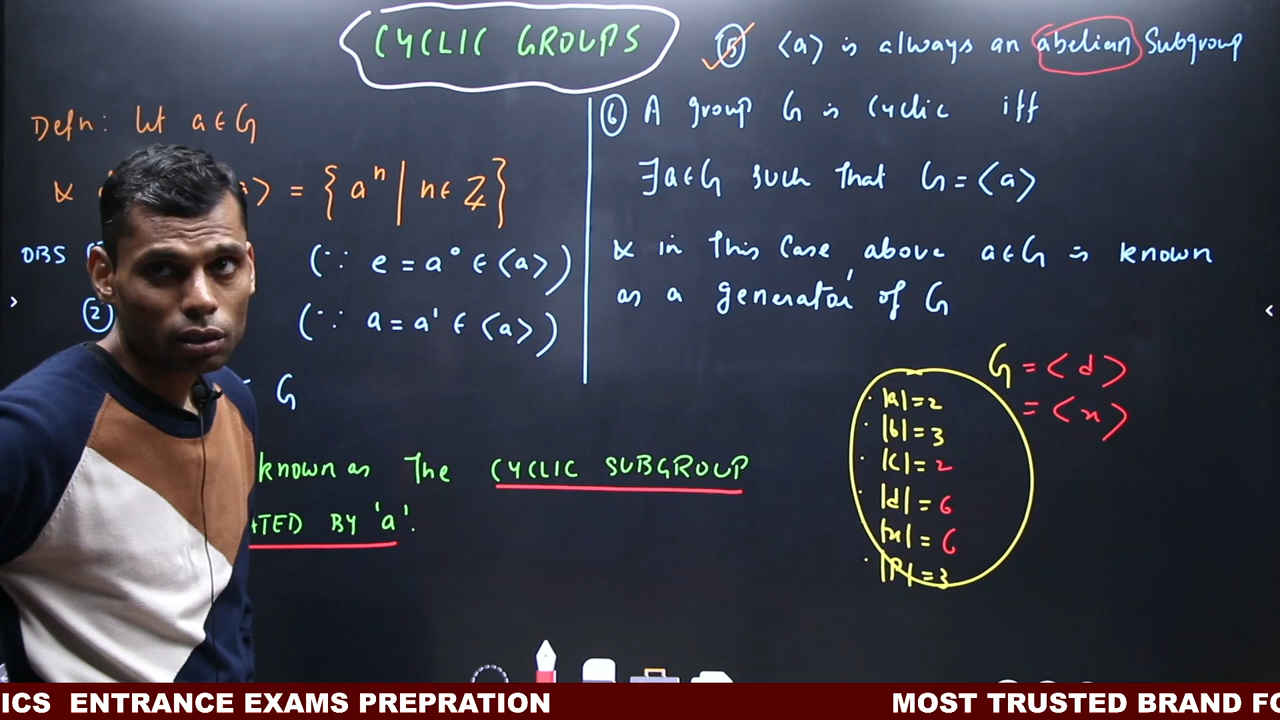 CYCLIC GROUPS
Defn: Let a ∈ G
& > = { aⁿ | n ∈ ℤ }
OBS (∵ e = a⁰ ∈ <a>)
② (∵ a = a¹ ∈ <a>)
G
known as The CYCLIC SUBGROUP
ATED BY 'a'.
⑤ <a> is always an abelian Subgroup
⑥ A group G is cyclic iff
∃ a ∈ G such that G = <a>
& in This Case above a ∈ G is known
as a 'generator' of G
G = <d>
= <x>
|a| = 2
|b| = 3
|c| = 2
|d| = 6
|x| = 6
|P| = 3
ICS ENTRANCE EXAMS PREPRATION MOST TRUSTED BRAND FO